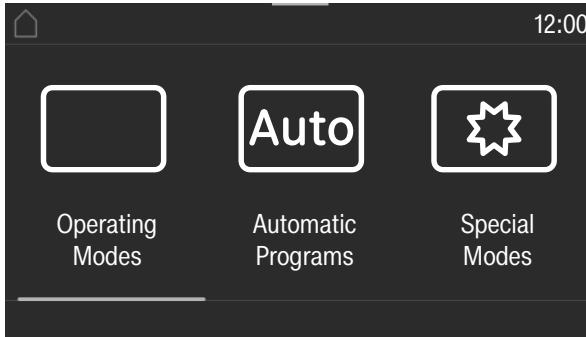 12:00
Auto
Operating
Modes
Automatic
Programs
Special
Modes